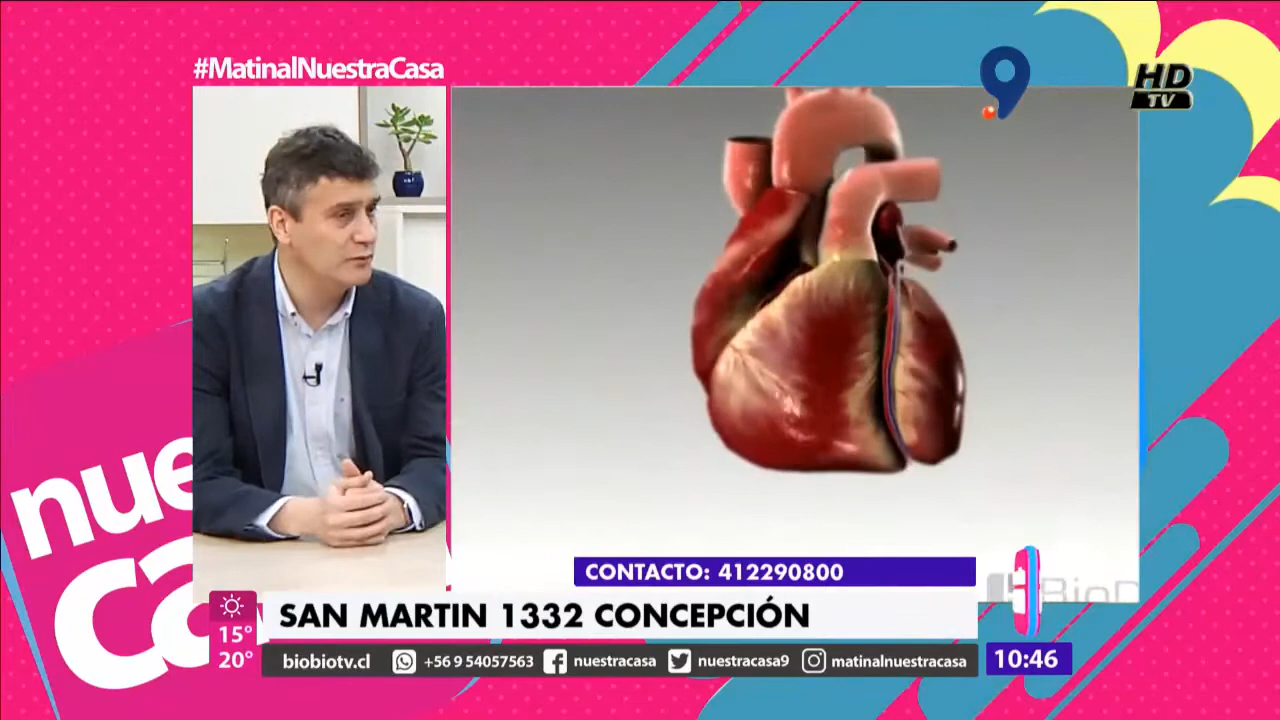 #MatinalNuestraCasa
9
HD
TV
nue
ca
CONTACTO: 412290800
SAN MARTIN 1332 CONCEPCIÓN
15°
20°
biobiotv.cl
+56 9 54057563
nuestracasa
nuestracasa9
matinalnuestracasa
10:46